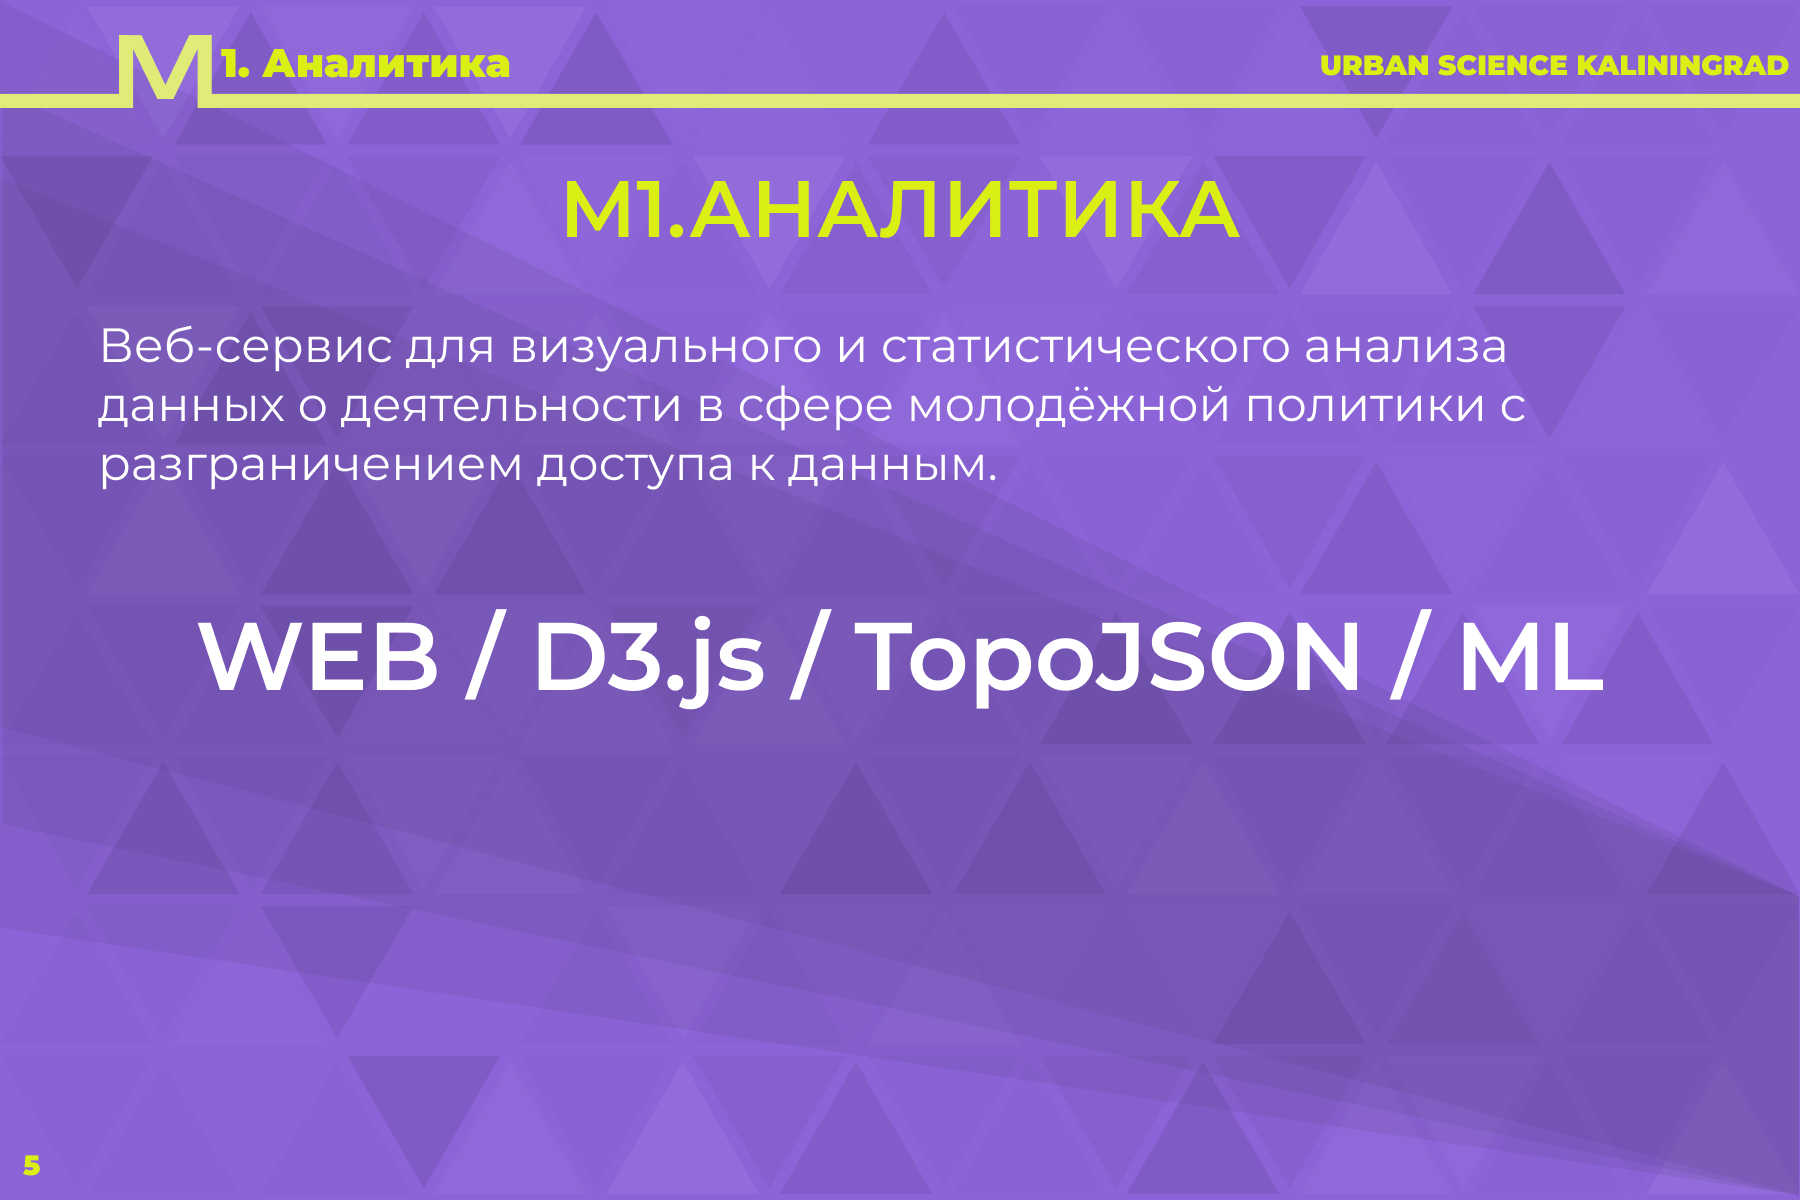 М1. Аналитика
URBAN SCIENCE KALININGRAD
М1.АНАЛИТИКА
Веб-сервис для визуального и статистического анализа
данных о деятельности в сфере молодёжной политики с
разграничением доступа к данным.
WEB / D3.js / TopoJSON / ML
5